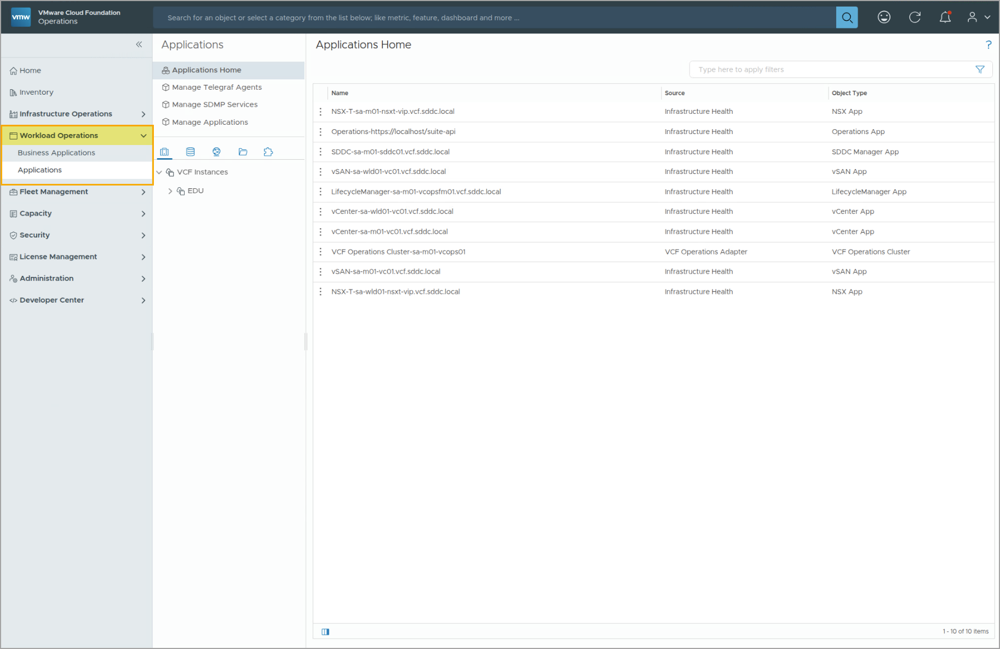 vmw
VMware Cloud Foundation
Operations
Search for an object or select a category from the list below; like metric, feature, dashboard and more ...
Home
Inventory
Infrastructure Operations
Workload Operations
Business Applications
Applications
Fleet Management
Capacity
Security
License Management
Administration
Developer Center
Applications
Applications Home
Manage Telegraf Agents
Manage SDMP Services
Manage Applications
VCF Instances
EDU
Applications Home
?
Type here to apply filters
Name Source Object Type
NSX-T-sa-m01-nsxt-vip.vcf.sddc.local Infrastructure Health NSX App
Operations-https://localhost/suite-api Infrastructure Health Operations App
SDDC-sa-m01-sddc01.vcf.sddc.local Infrastructure Health SDDC Manager App
vSAN-sa-wld01-vc01.vcf.sddc.local Infrastructure Health vSAN App
LifecycleManager-sa-m01-vcopsfm01.vcf.sddc.local Infrastructure Health LifecycleManager App
vCenter-sa-wld01-vc01.vcf.sddc.local Infrastructure Health vCenter App
vCenter-sa-m01-vc01.vcf.sddc.local Infrastructure Health vCenter App
VCF Operations Cluster-sa-m01-vcops01 VCF Operations Adapter VCF Operations Cluster
vSAN-sa-m01-vc01.vcf.sddc.local Infrastructure Health vSAN App
NSX-T-sa-wld01-nsxt-vip.vcf.sddc.local Infrastructure Health NSX App
1 - 10 of 10 items